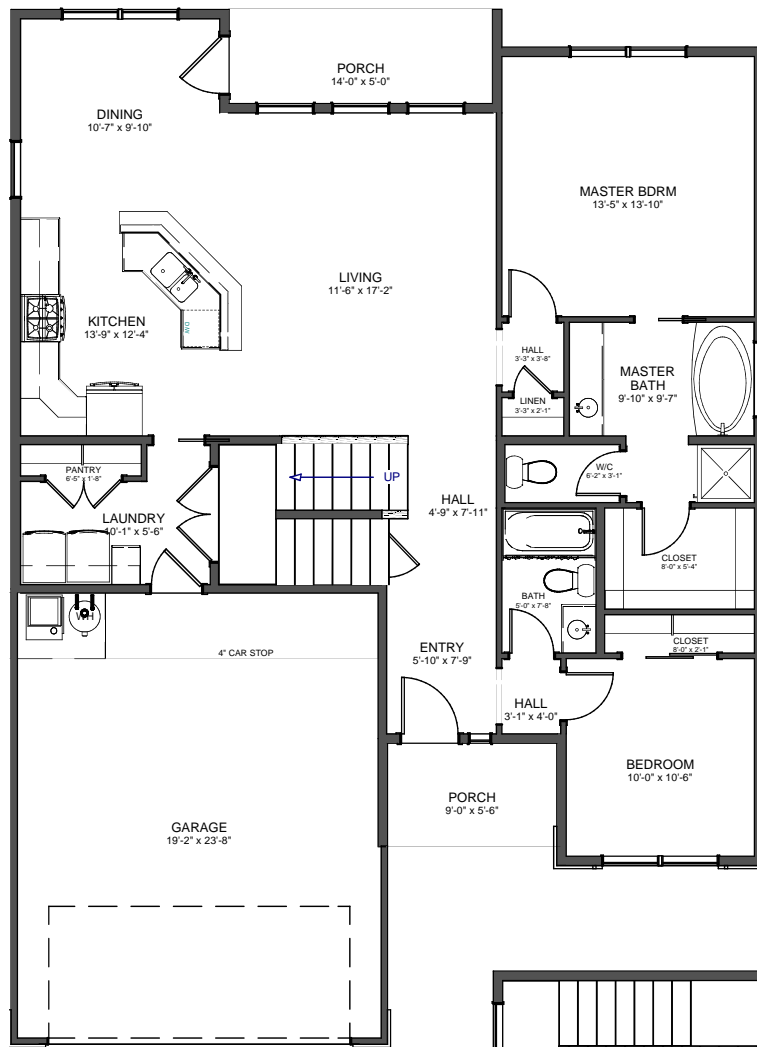 PORCH
14'-0" x 5'-0"
DINING
10'-7" x 9'-10"
MASTER BDRM
13'-5" x 13'-10"
LIVING
11'-6" x 17'-2"
KITCHEN
13'-9" x 12'-4"
D/W
HALL
3'-3" x 3'-8"
LINEN
3'-3" x 2'-1"
MASTER
BATH
9'-10" x 9'-7"
PANTRY
6'-5" x 1'-8"
W/C
6'-2" x 3'-1"
UP
HALL
4'-9" x 7'-11"
LAUNDRY
10'-1" x 5'-6"
CLOSET
8'-0" x 5'-4"
BATH
5'-0" x 7'-8"
WH
4" CAR STOP
ENTRY
5'-10" x 7'-9"
CLOSET
8'-0" x 2'-1"
HALL
3'-1" x 4'-0"
BEDROOM
10'-0" x 10'-6"
PORCH
9'-0" x 5'-6"
GARAGE
19'-2" x 23'-8"